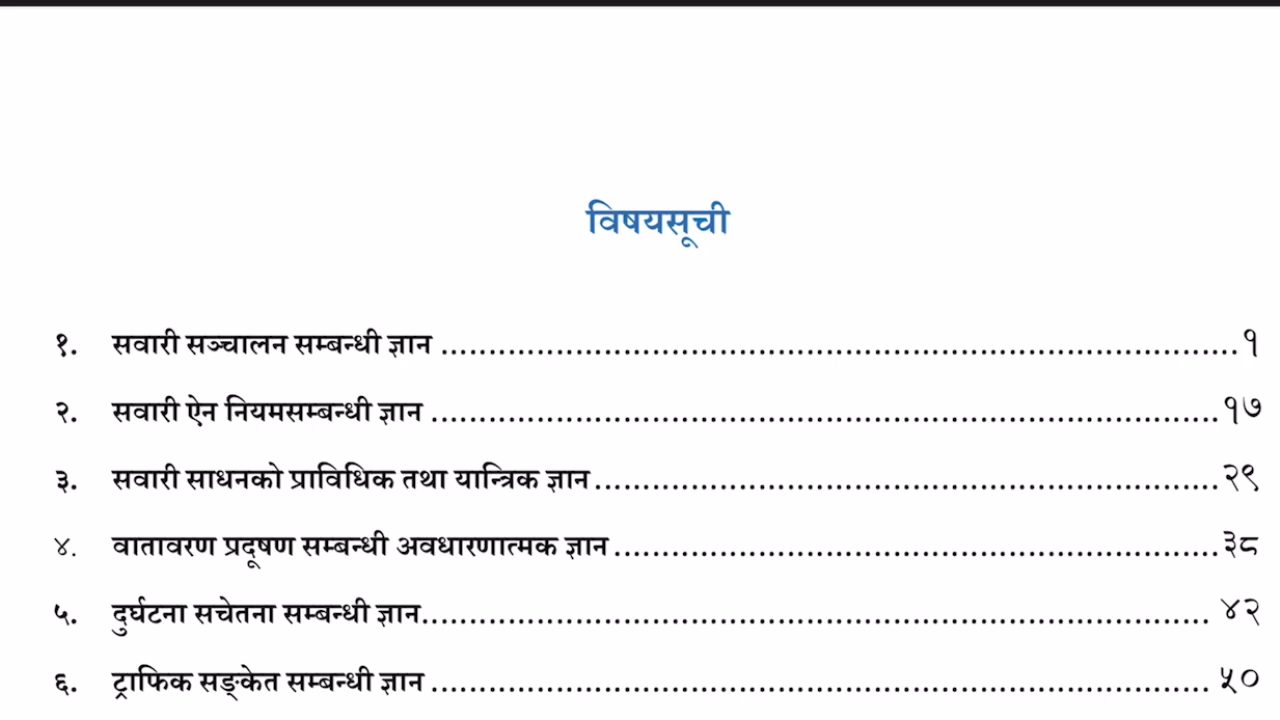 विषयसूची
१. सवारी सञ्चालन सम्बन्धी ज्ञान ........................................................................ १
२. सवारी ऐन नियमसम्बन्धी ज्ञान ........................................................................ १७
३. सवारी साधनको प्राविधिक तथा यान्त्रिक ज्ञान ........................................................ २९
४. वातावरण प्रदूषण सम्बन्धी अवधारणात्मक ज्ञान ...................................................... ३८
५. दुर्घटना सचेतना सम्बन्धी ज्ञान ........................................................................ ४२
६. ट्राफिक सङ्केत सम्बन्धी ज्ञान ........................................................................ ५०